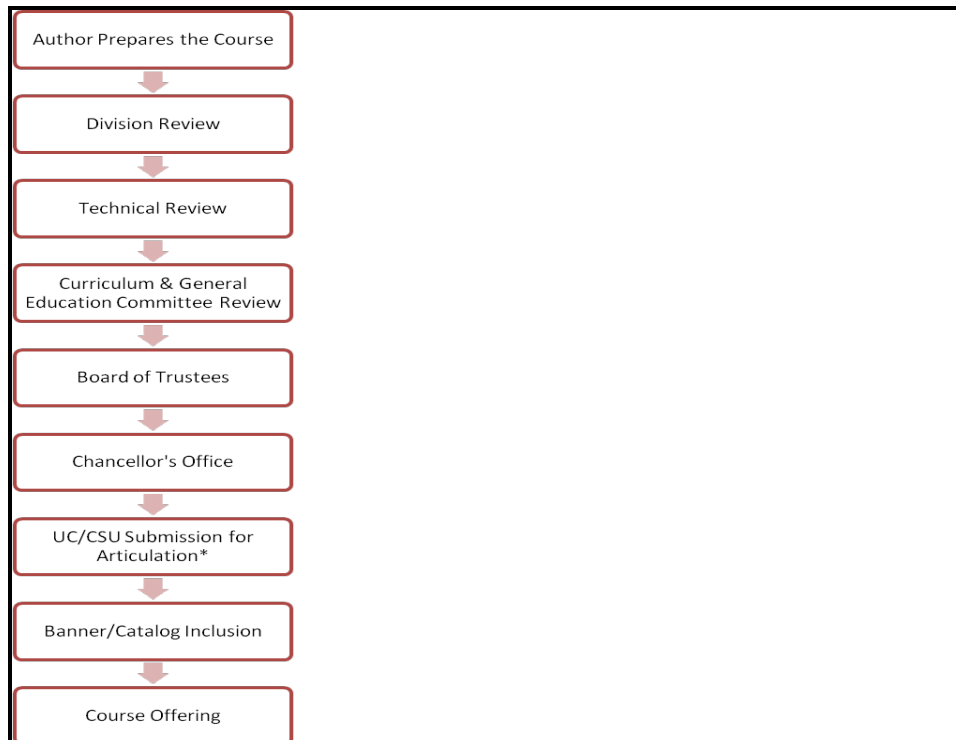 Author Prepares the Course
Division Review
Technical Review
Curriculum & General
Education Committee Review
Board of Trustees
Chancellor's Office
UC/CSU Submission for
Articulation*
Banner/Catalog Inclusion
Course Offering